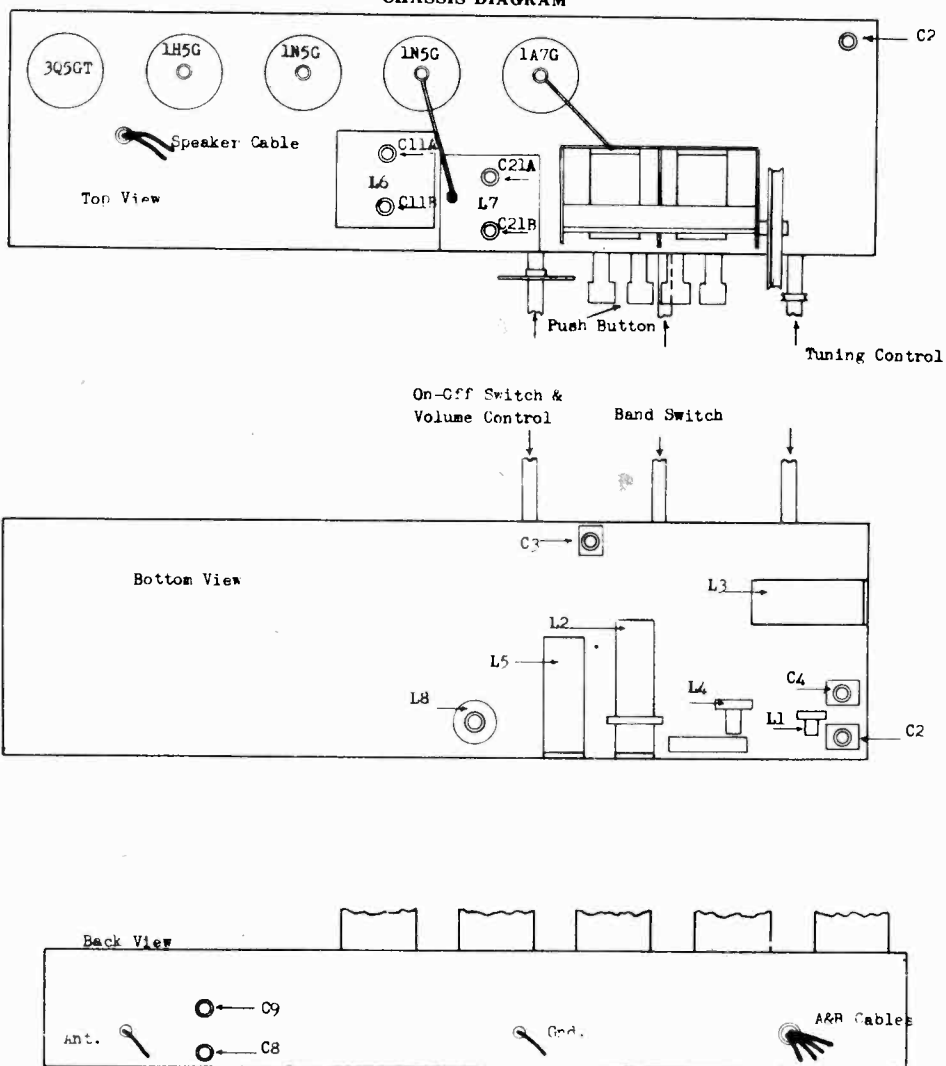 CHASSIS DIAGRAM
C2
3Q5GT
1H5G
1N5G
1N5G
1A7G
Speaker Cable
C11A
L6
C11B
C21A
L7
C21B
Top View
Push Button
Tuning Control
On-Off Switch &
Volume Control
Band Switch
C3
Bottom View
L3
L2
L5
L8
L4
C4
L1
C2
Back View
C9
C8
Ant.
Gnd.
A&B Cables